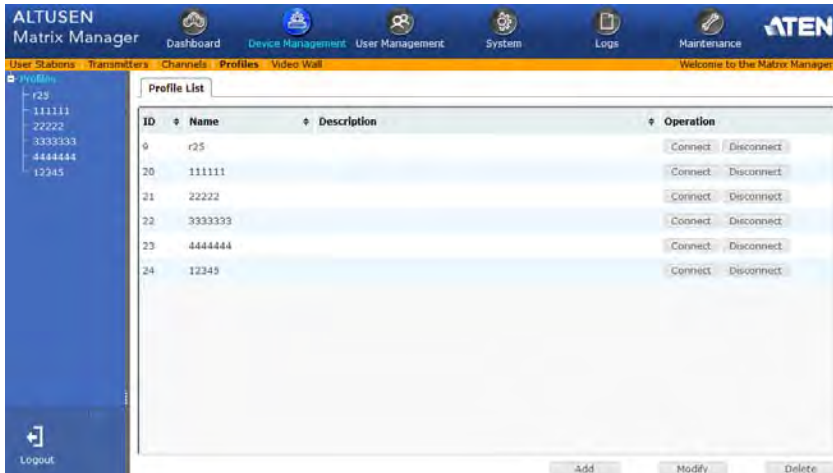 ALTUSEN
Matrix Manager
Dashboard
Device Management
User Management
System
Logs
Maintenance
ATEN
User Stations Transmitters Channels Profiles Video Wall
Welcome to the Matrix Manager
Profiles
r25
111111
22222
3333333
4444444
12345
Profile List
ID Name Description Operation
9 r25 Connect Disconnect
20 111111 Connect Disconnect
21 22222 Connect Disconnect
22 3333333 Connect Disconnect
23 4444444 Connect Disconnect
24 12345 Connect Disconnect
Logout
Add Modify Delete